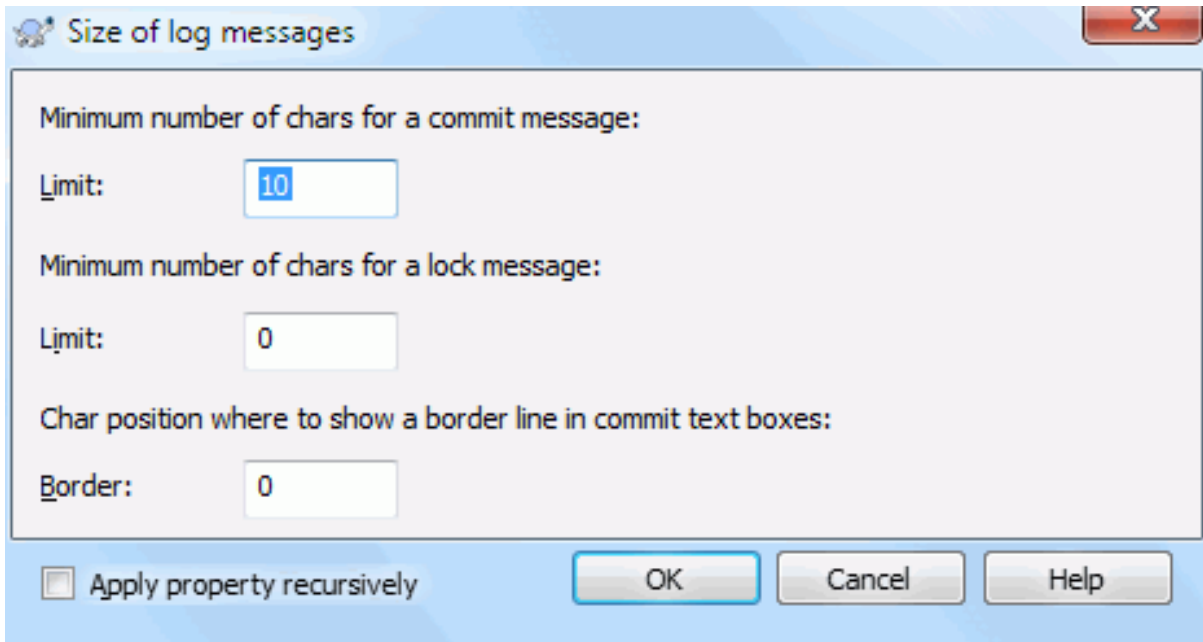 Size of log messages
X
Minimum number of chars for a commit message:
Limit: 10
Minimum number of chars for a lock message:
Limit: 0
Char position where to show a border line in commit text boxes:
Border: 0
Apply property recursively OK Cancel Help